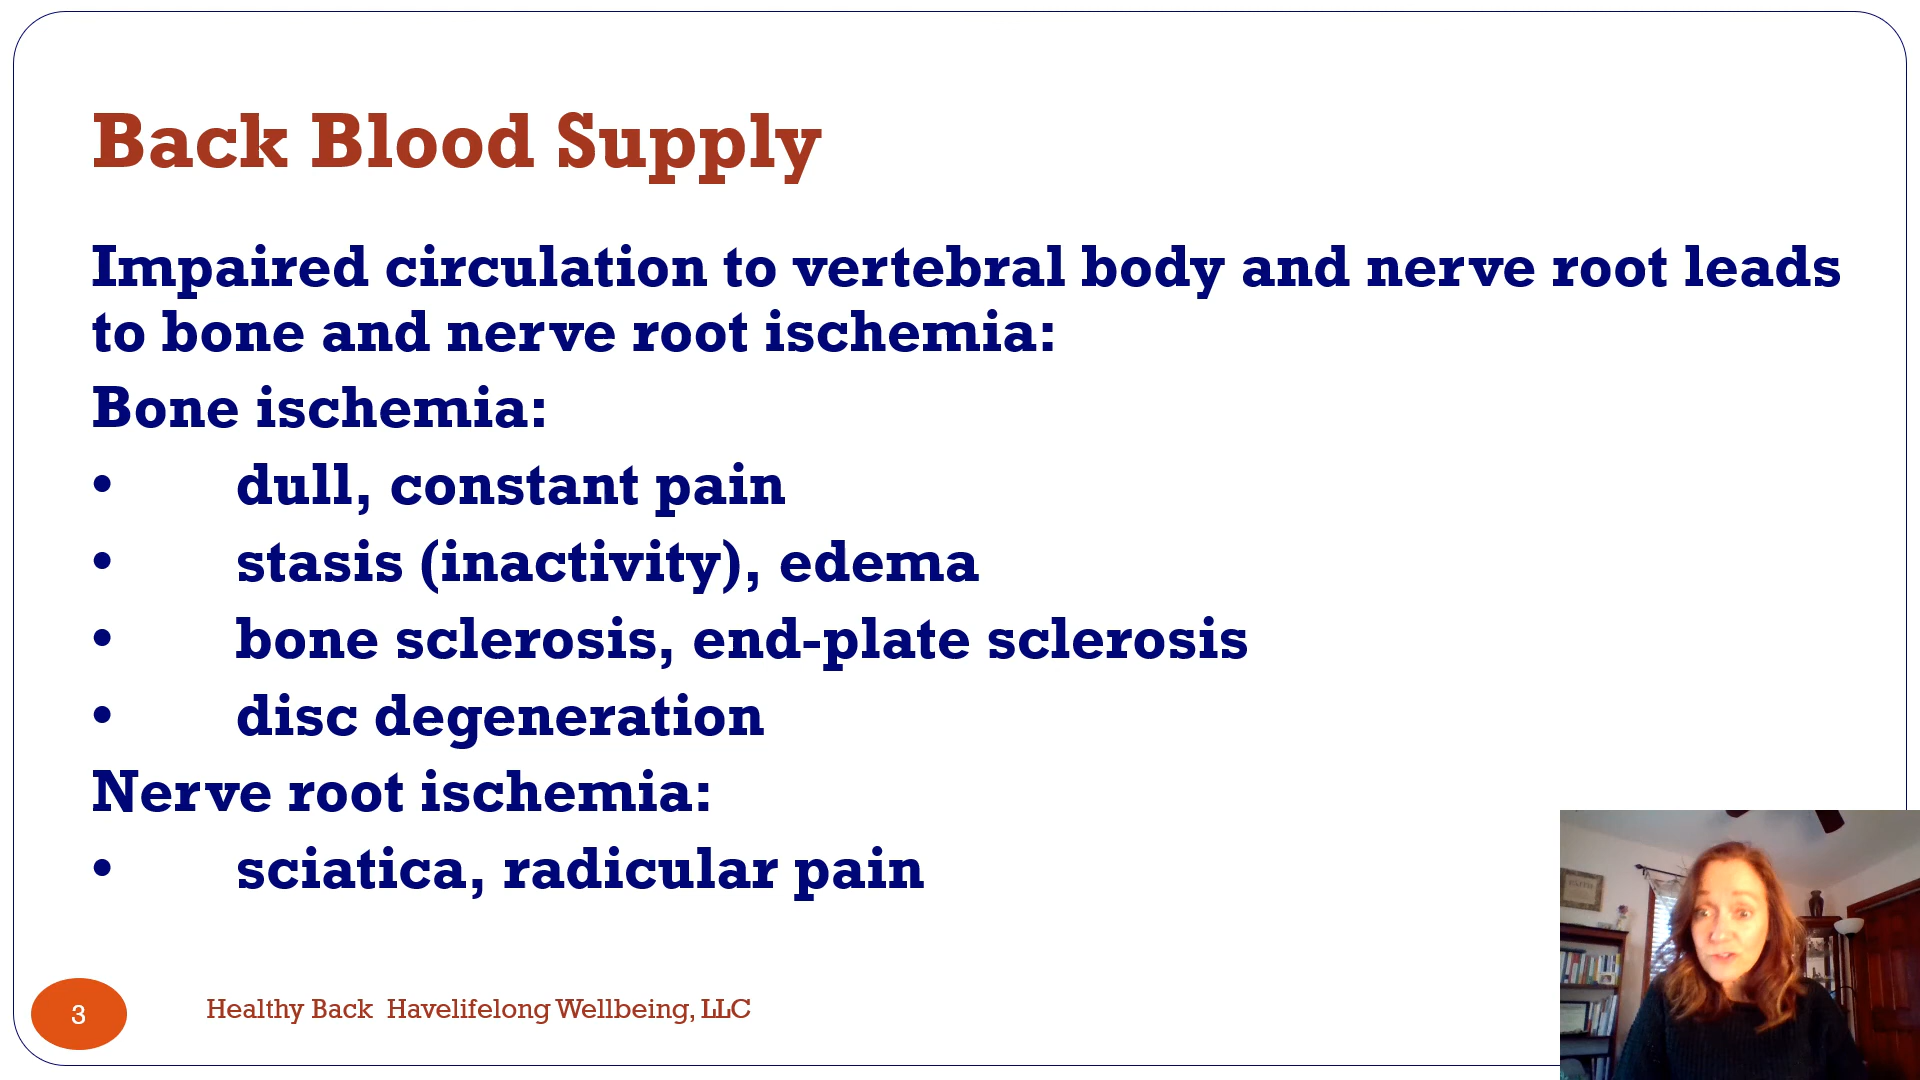 Back Blood Supply
Impaired circulation to vertebral body and nerve root leads
to bone and nerve root ischemia:
Bone ischemia:
• dull, constant pain
• stasis (inactivity), edema
• bone sclerosis, end-plate sclerosis
• disc degeneration
Nerve root ischemia:
• sciatica, radicular pain
3
Healthy Back Havelifelong Wellbeing, LLC